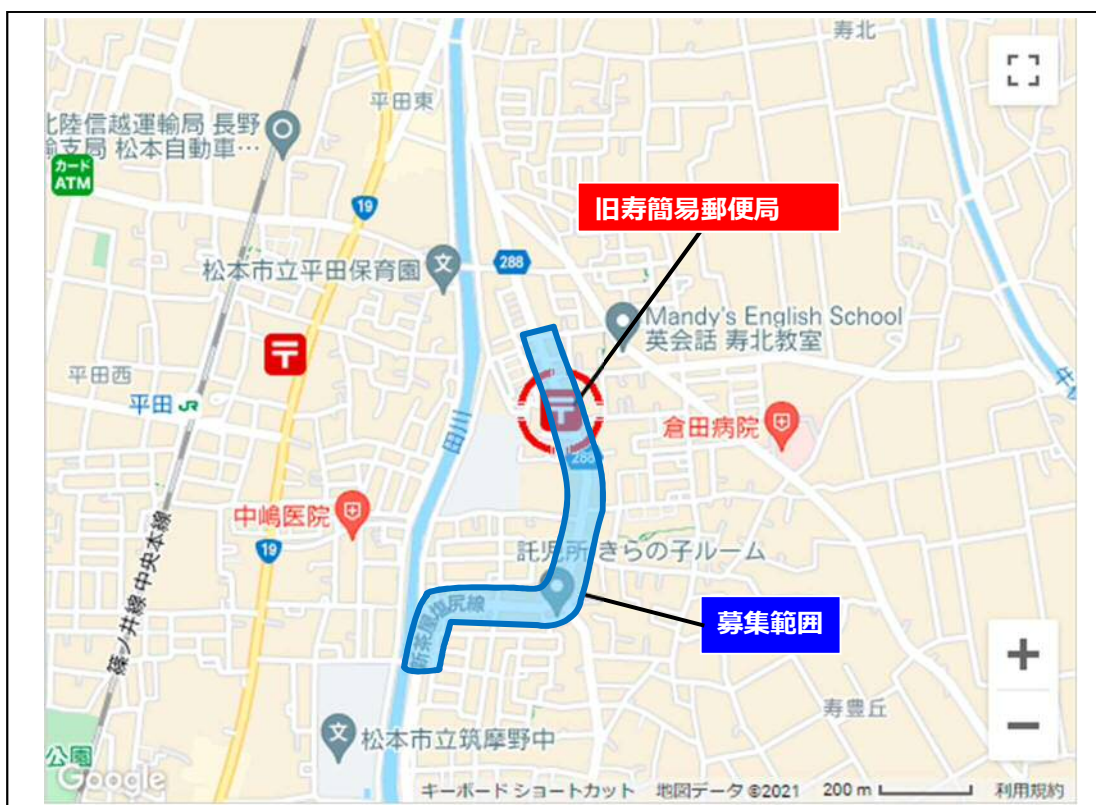 寿北
平田東
北陸信越運輸局 長野
輸支局 松本自動車…
カード
ATM
19
旧寿簡易郵便局
松本市立平田保育園
文
288
Mandy's English School
英会話 寿北教室
平田西
平田 JR
田川
倉田病院
288
中嶋医院
19
託児所 きらの子ルーム
新茶屋塩尻線
募集範囲
篠ノ井線 中央本線
寿豊丘
文
松本市立筑摩野中
公園
Google
キーボード ショートカット 地図データ ©2021 200 m 利用規約